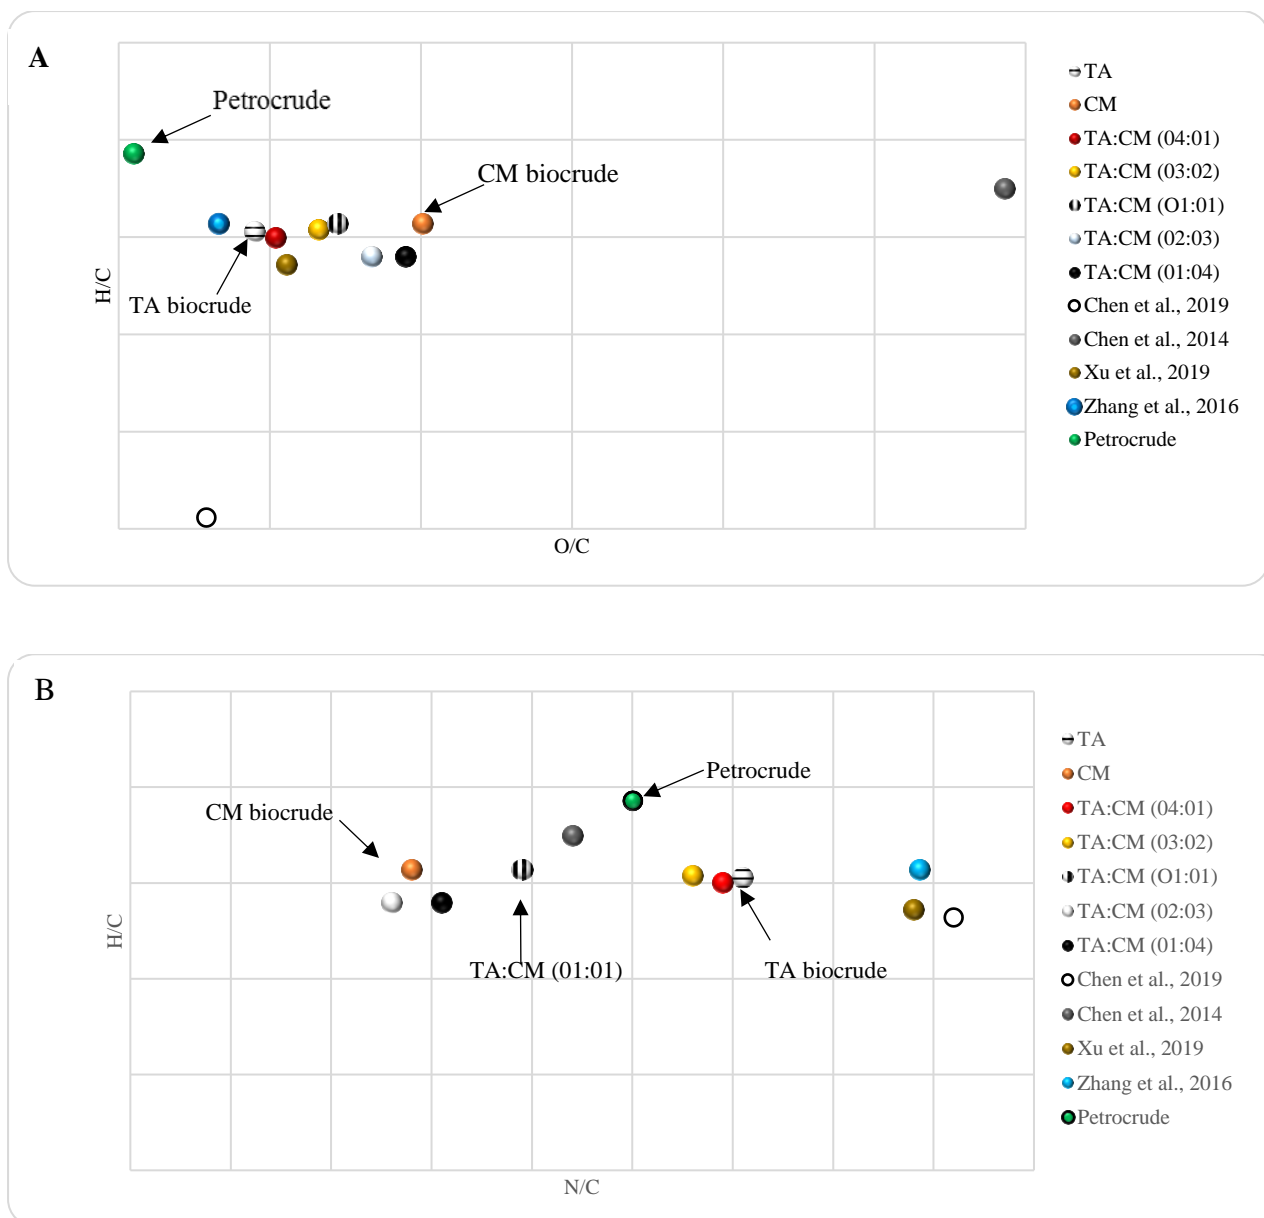 A
Petrocrude
CM biocrude
TA biocrude
H/C
O/C
TA
CM
TA:CM (04:01)
TA:CM (03:02)
TA:CM (O1:01)
TA:CM (02:03)
TA:CM (01:04)
Chen et al., 2019
Chen et al., 2014
Xu et al., 2019
Zhang et al., 2016
Petrocrude
B
Petrocrude
CM biocrude
TA:CM (01:01)
TA biocrude
H/C
N/C
TA
CM
TA:CM (04:01)
TA:CM (03:02)
TA:CM (O1:01)
TA:CM (02:03)
TA:CM (01:04)
Chen et al., 2019
Chen et al., 2014
Xu et al., 2019
Zhang et al., 2016
Petrocrude